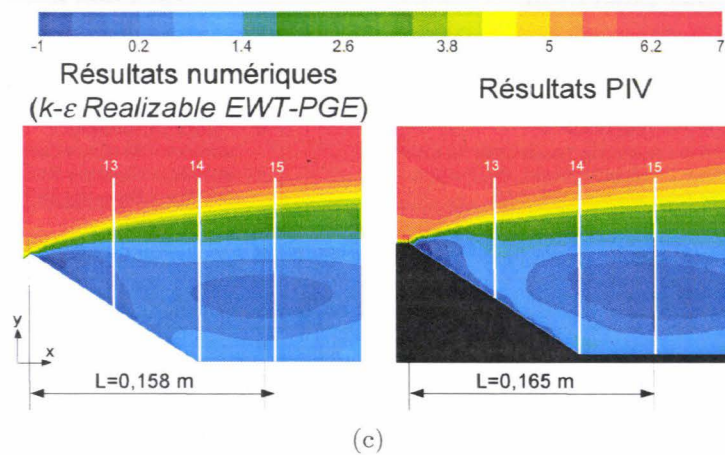 -1 0.2 1.4 2.6 3.8 5 6.2 7
Résultats numériques
(k-ε Realizable EWT-PGE)
Résultats PIV
13 14 15
13 14 15
y
x
L=0,158 m
L=0,165 m
(c)